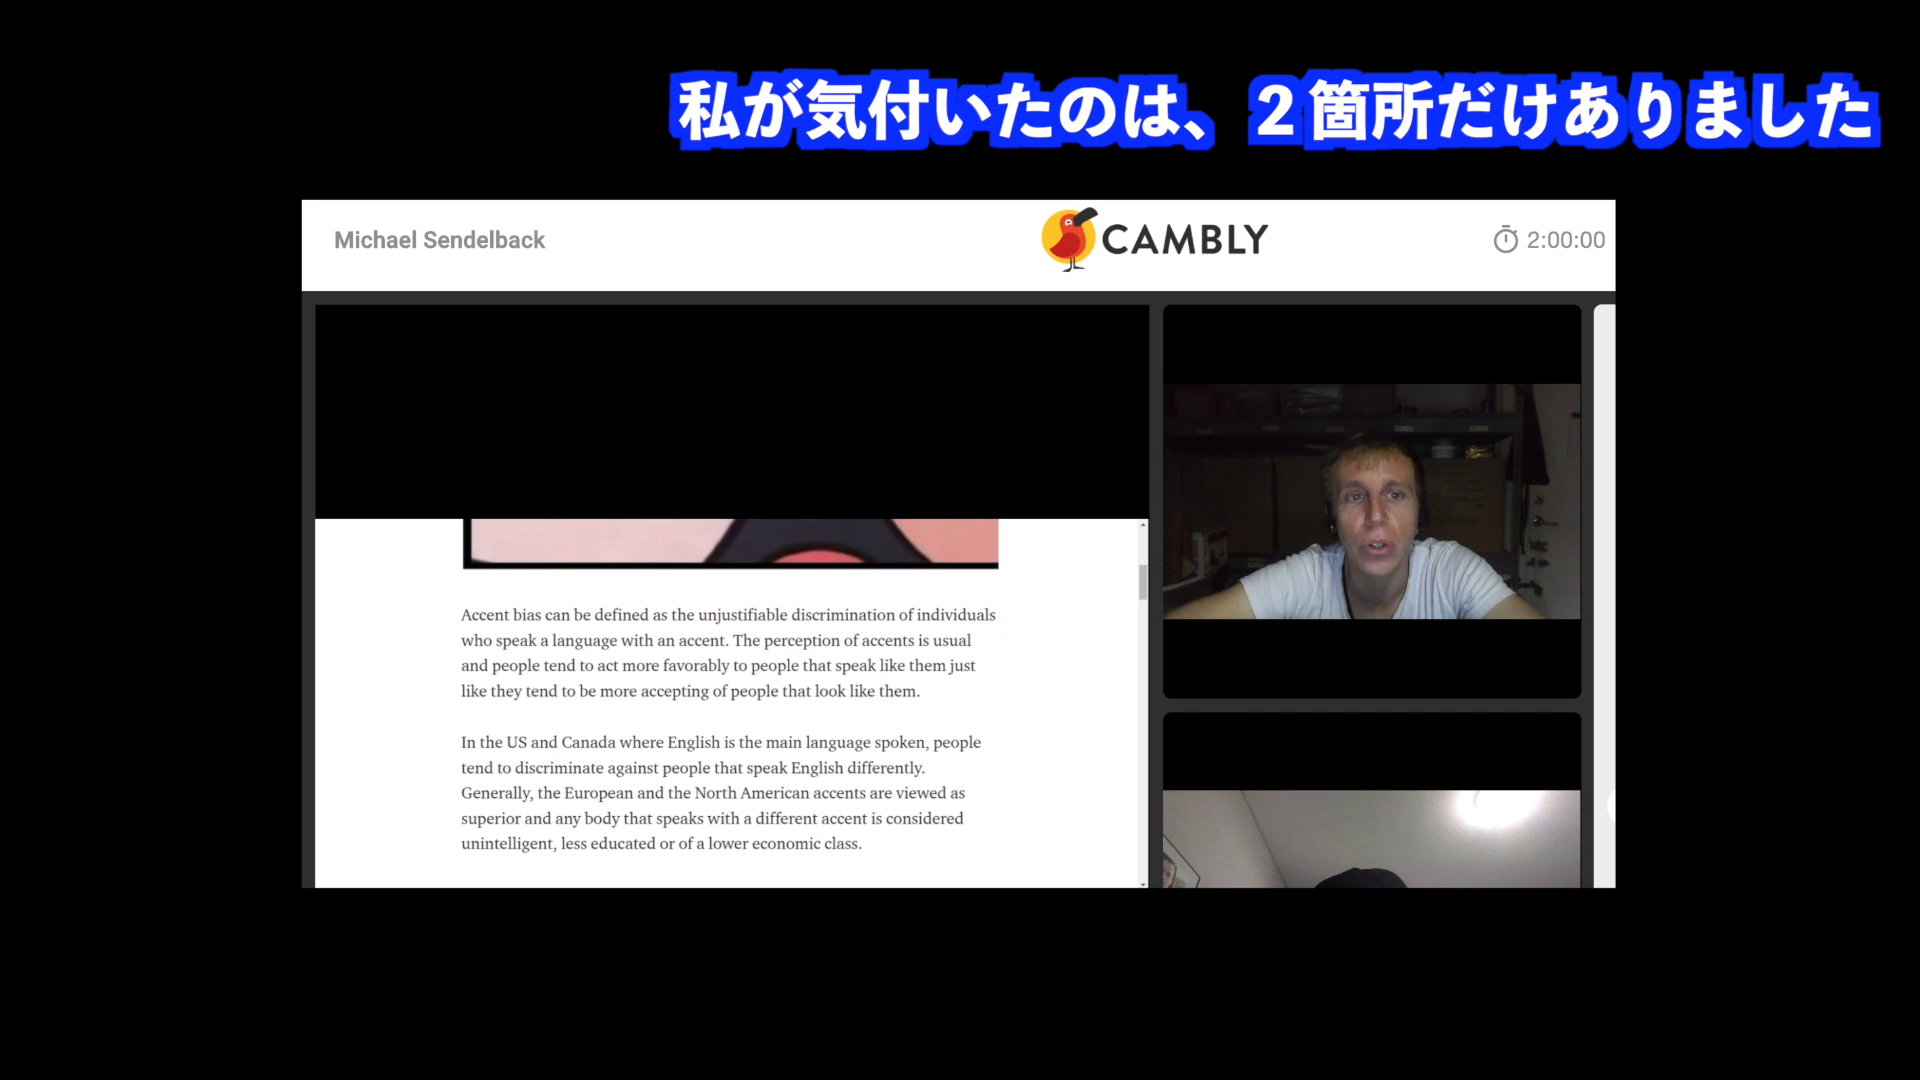 私が気付いたのは、２箇所だけありました
Michael Sendelback
CAMBLY
2:00:00
Accent bias can be defined as the unjustifiable discrimination of individuals
who speak a language with an accent. The perception of accents is usual
and people tend to act more favorably to people that speak like them just
like they tend to be more accepting of people that look like them.
In the US and Canada where English is the main language spoken, people
tend to discriminate against people that speak English differently.
Generally, the European and the North American accents are viewed as
superior and any body that speaks with a different accent is considered
unintelligent, less educated or of a lower economic class.